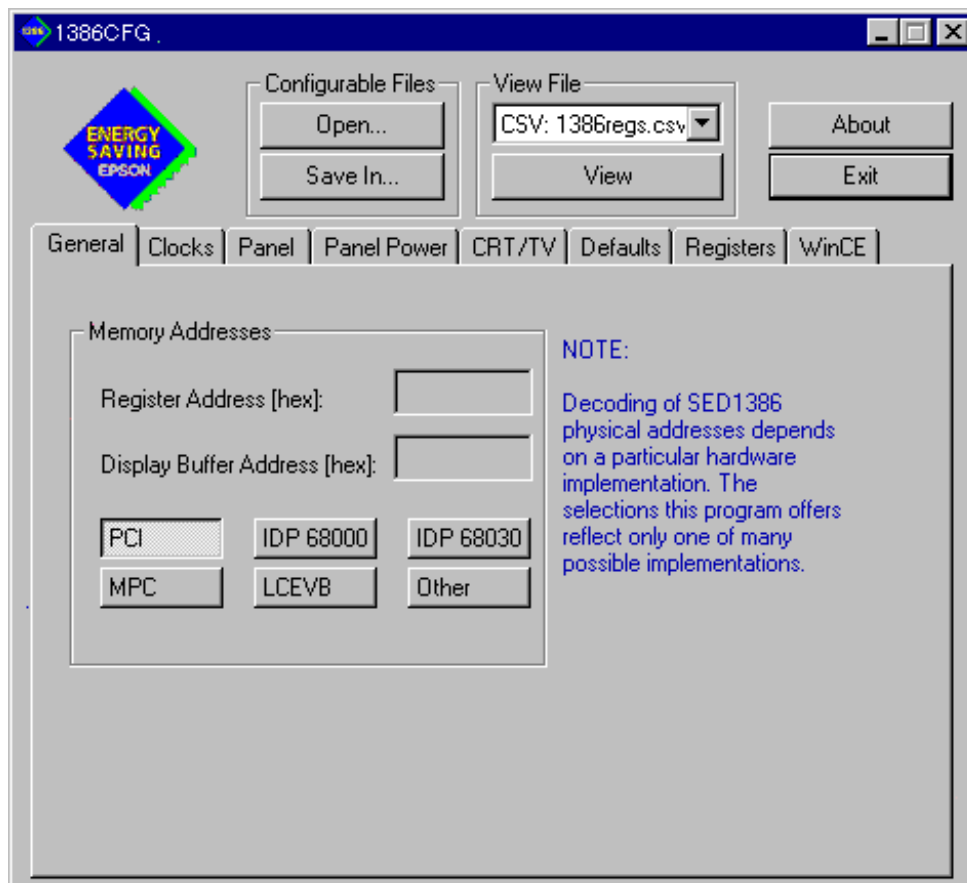 1386 1386CFG
Configurable Files
View File
ENERGY
SAVING
EPSON
Open...
CSV: 1386regs.csv
About
Save In...
View
Exit
General Clocks Panel Panel Power CRT/TV Defaults Registers WinCE
Memory Addresses
Register Address [hex]:
Display Buffer Address [hex]:
PCI IDP 68000 IDP 68030
MPC LCEVB Other
NOTE:
Decoding of SED1386
physical addresses depends
on a particular hardware
implementation. The
selections this program offers
reflect only one of many
possible implementations.